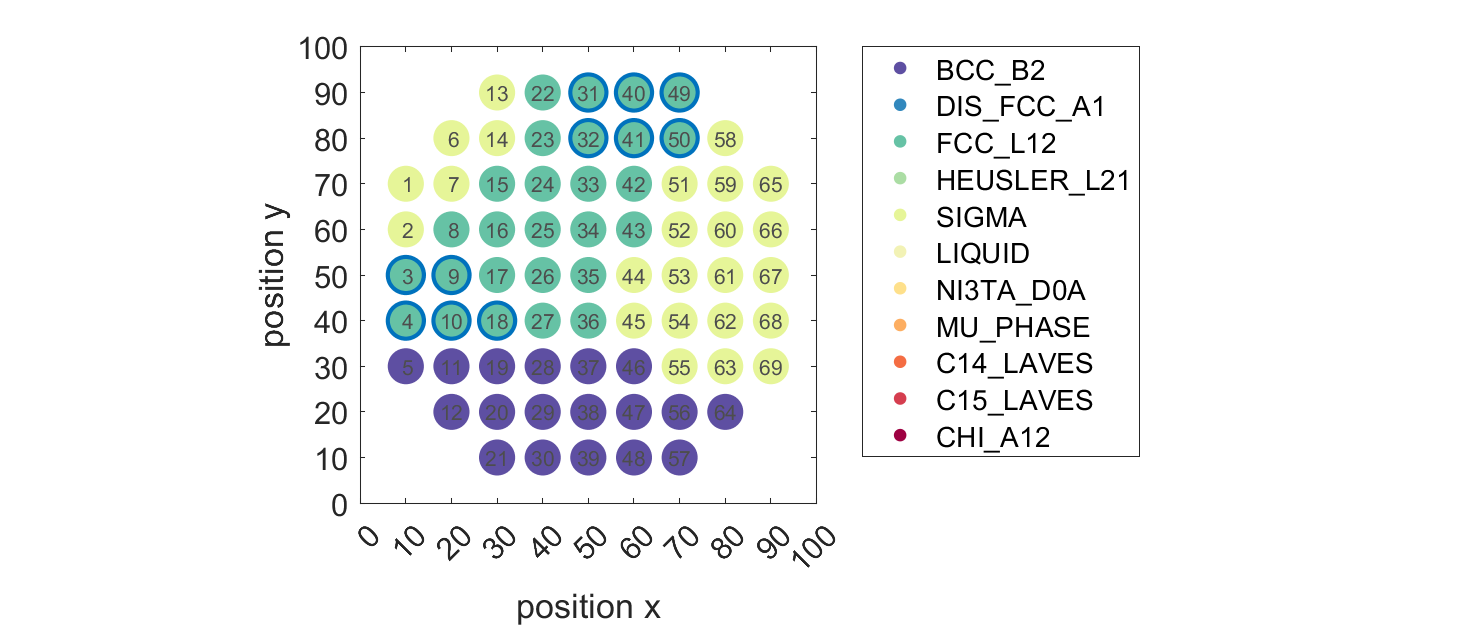 100
90
80
70
60
50
40
30
20
10
0
position y
13 22 31 40 49
6 14 23 32 41 50 58
1 7 15 24 33 42 51 59 65
2 8 16 25 34 43 52 60 66
3 9 17 26 35 44 53 61 67
4 10 18 27 36 45 54 62 68
5 11 19 28 37 46 55 63 69
12 20 29 38 47 56 64
21 30 39 48 57
0 10 20 30 40 50 60 70 80 90 100
position x
BCC_B2
DIS_FCC_A1
FCC_L12
HEUSLER_L21
SIGMA
LIQUID
NI3TA_D0A
MU_PHASE
C14_LAVES
C15_LAVES
CHI_A12